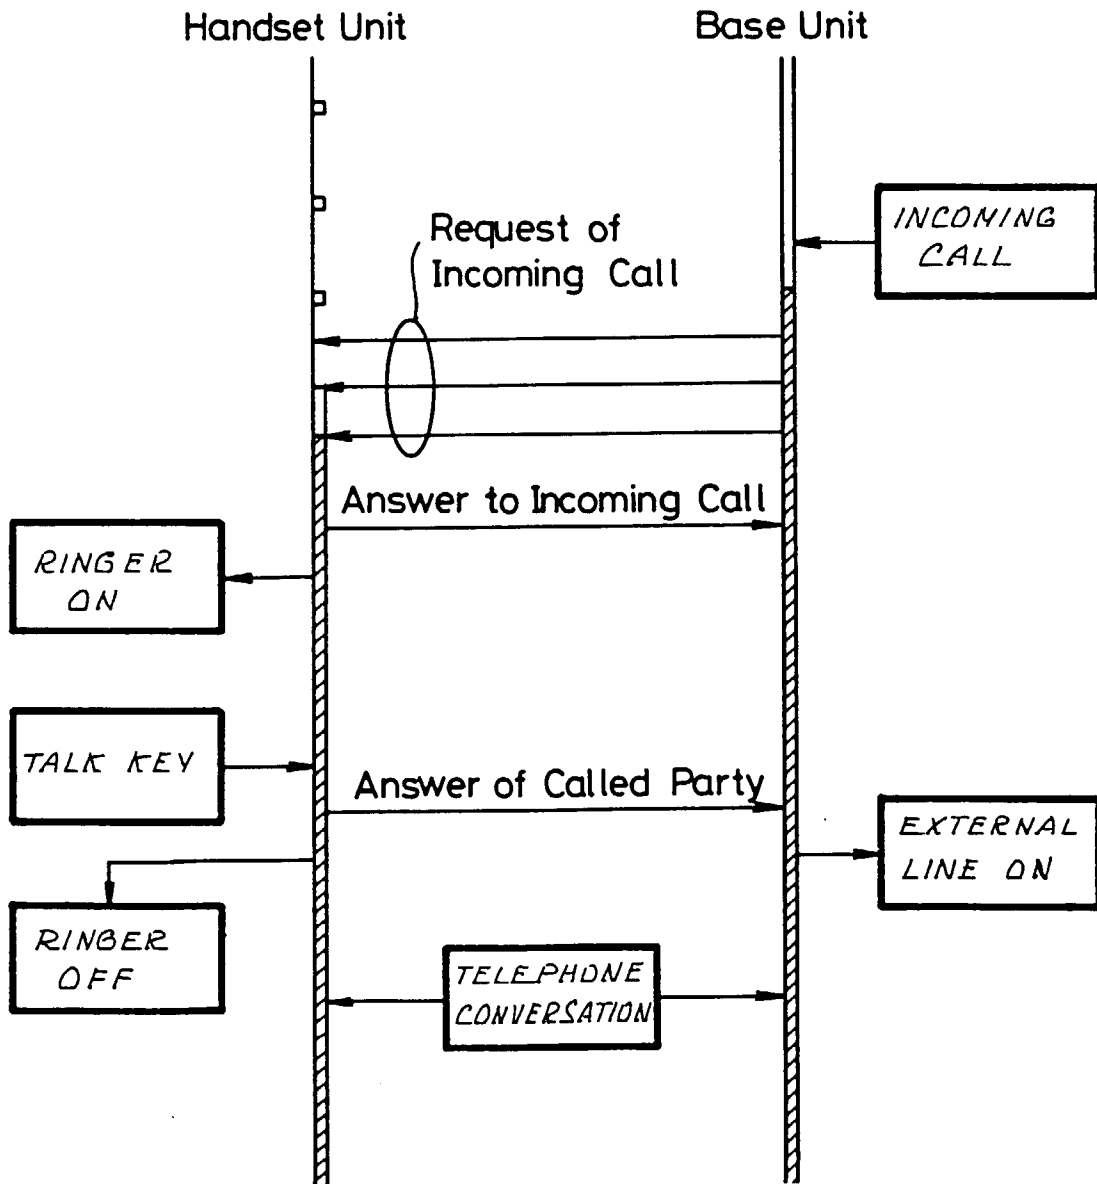 Handset Unit
Base Unit
INCOMING
CALL
Request of
Incoming Call
Answer to Incoming Call
RINGER
ON
TALK KEY
Answer of Called Party
EXTERNAL
LINE ON
RINGER
OFF
TELEPHONE
CONVERSATION